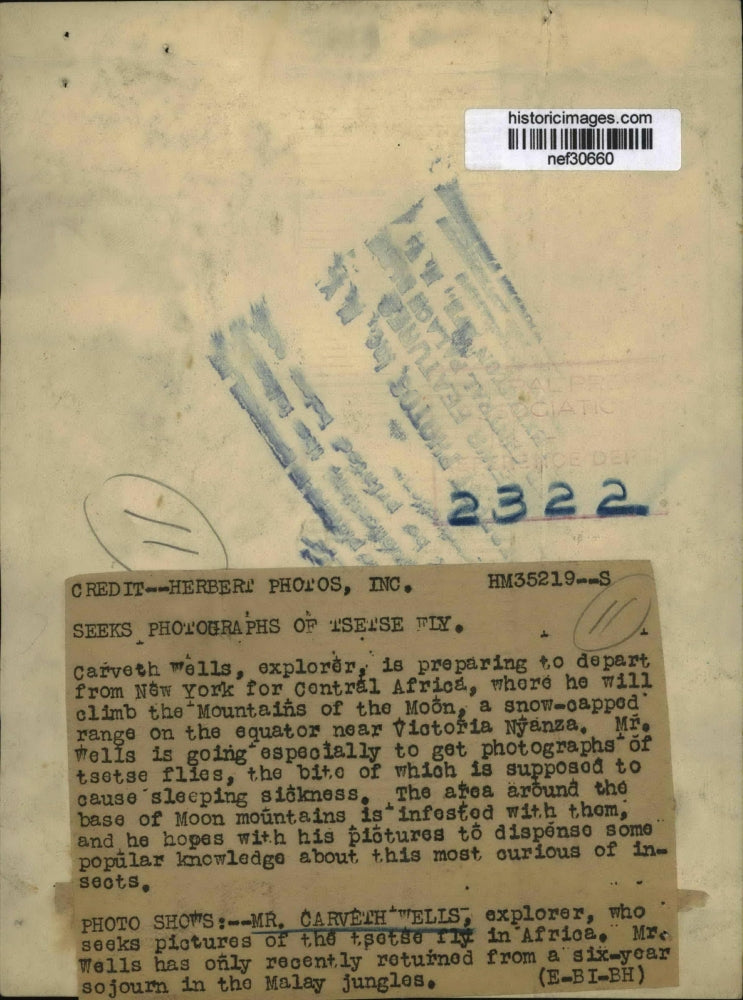 historicimages.com
nef30660
PHOTOS, INC, N.Y.
2322
11
CREDIT--HERBERT PHOTOS, INC. HM35219--S
11
SEEKS PHOTOGRAPHS OF TSETSE FLY.
Carveth Wells, explorer, is preparing to depart
from New York for Central Africa, where he will
climb the Mountains of the Moon, a snow-capped
range on the equator near Victoria Nyanza. Mr.
Wells is going especially to get photographs of
tsetse flies, the bite of which is supposed to
cause sleeping sickness. The area around the
base of Moon mountains is infested with them,
and he hopes with his pictures to dispense some
popular knowledge about this most curious of in-
sects.
PHOTO SHOWS:--MR. CARVETH WELLS, explorer, who
seeks pictures of the tsetse fly in Africa. Mr.
Wells has only recently returned from a six-year
sojourn in the Malay jungles. (E-BI-BH)